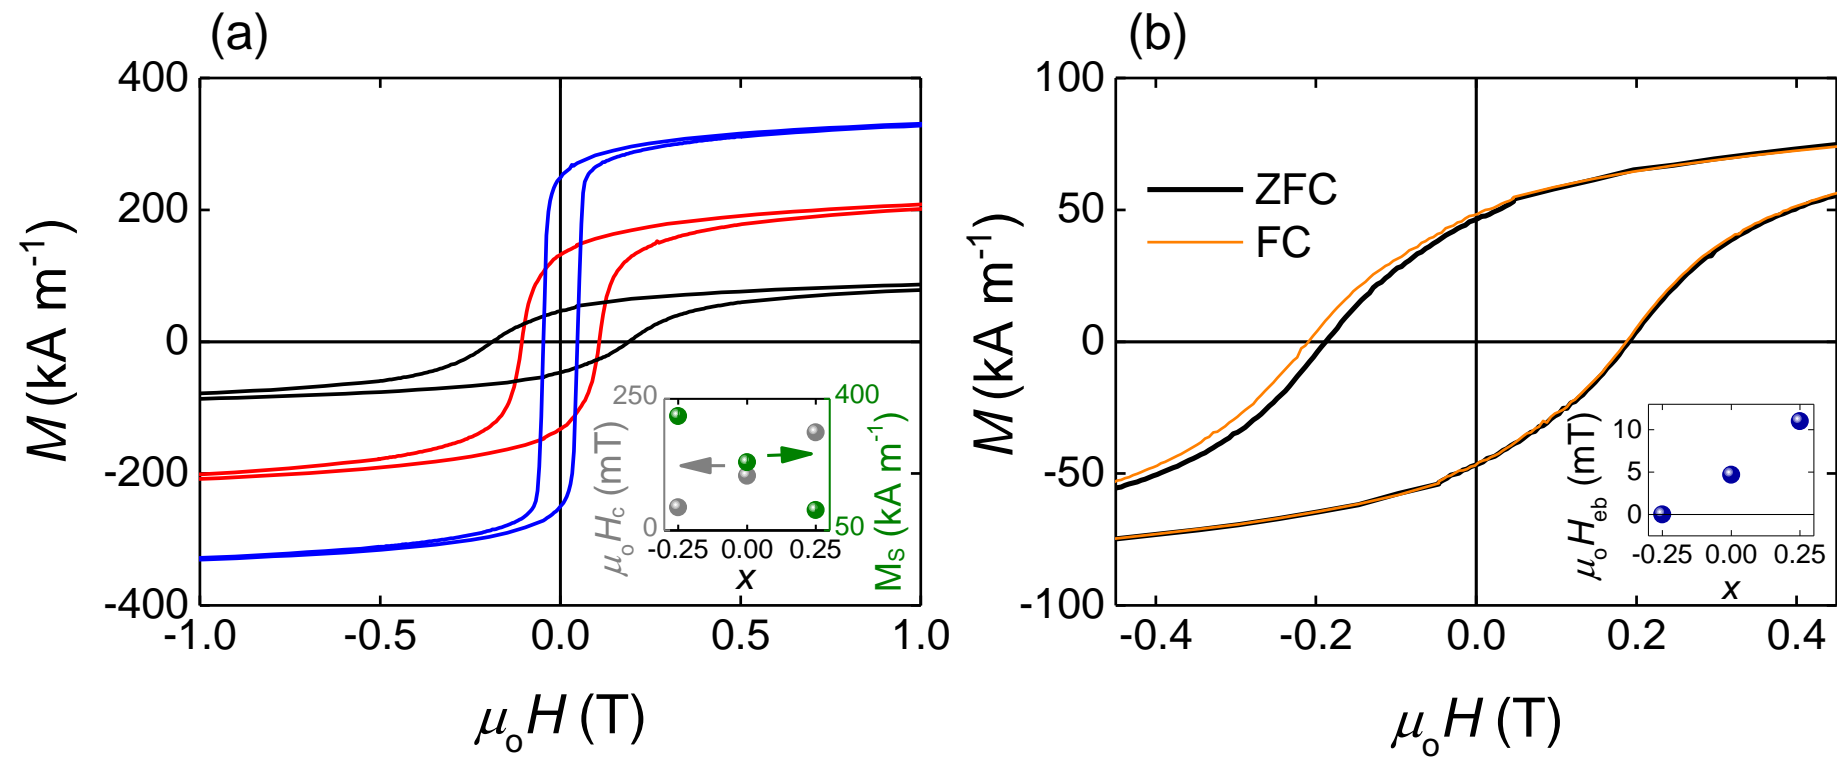 (a)
400
200
0
-200
-400
M (kA m-1)
-1.0 -0.5 0.0 0.5 1.0
μoH (T)
250
0
μoHc (mT)
400
50
MS (kA m-1)
-0.25 0.00 0.25
x
(b)
100
50
0
-50
-100
M (kA m-1)
ZFC
FC
-0.4 -0.2 0.0 0.2 0.4
μoH (T)
10
5
0
μoHeb (mT)
-0.25 0.00 0.25
x